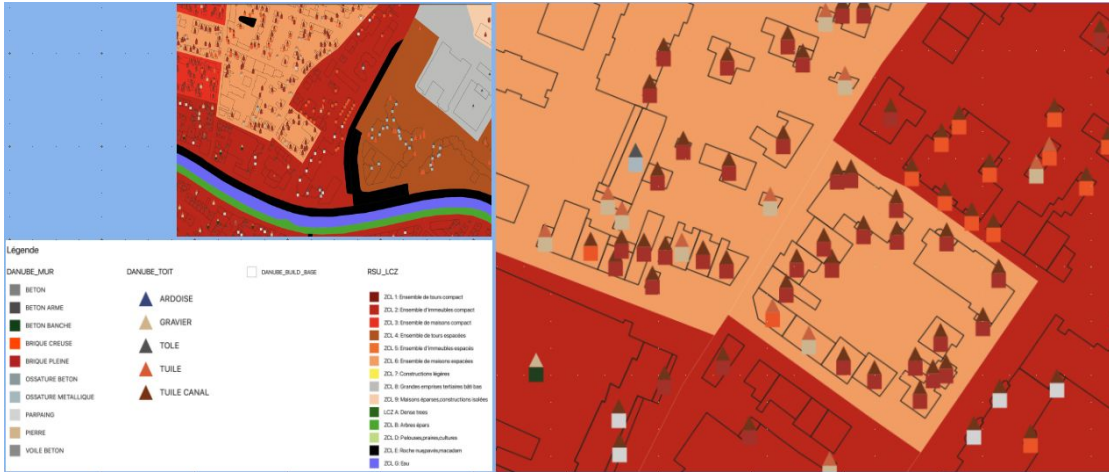 Légende
DANUBE_MUR
BETON
BETON ARME
BETON BANCHE
BRIQUE CREUSE
BRIQUE PLEINE
OSSATURE BETON
OSSATURE METALLIQUE
PARPAING
PIERRE
VOILE BETON
DANUBE_TOIT
ARDOISE
GRAVIER
TOLE
TUILE
TUILE CANAL
DANUBE_BUILD_BASE
RSU_LCZ
ZCL 1: Ensemble de tours compact
ZCL 2: Ensemble d'immeubles compact
ZCL 3: Ensemble de maisons compact
ZCL 4: Ensemble de tours espacées
ZCL 5: Ensemble d'immeubles espacés
ZCL 6: Ensemble de maisons espacées
ZCL 7: Constructions légères
ZCL 8: Grandes emprises tertiaires bâti bas
ZCL 9: Maisons éparses,constructions isolées
LCZ A: Dense trees
ZCL B: Arbres épars
ZCL D: Pelouses,prairies,cultures
ZCL E: Roche nue,pavés,macadam
ZCL G: Eau